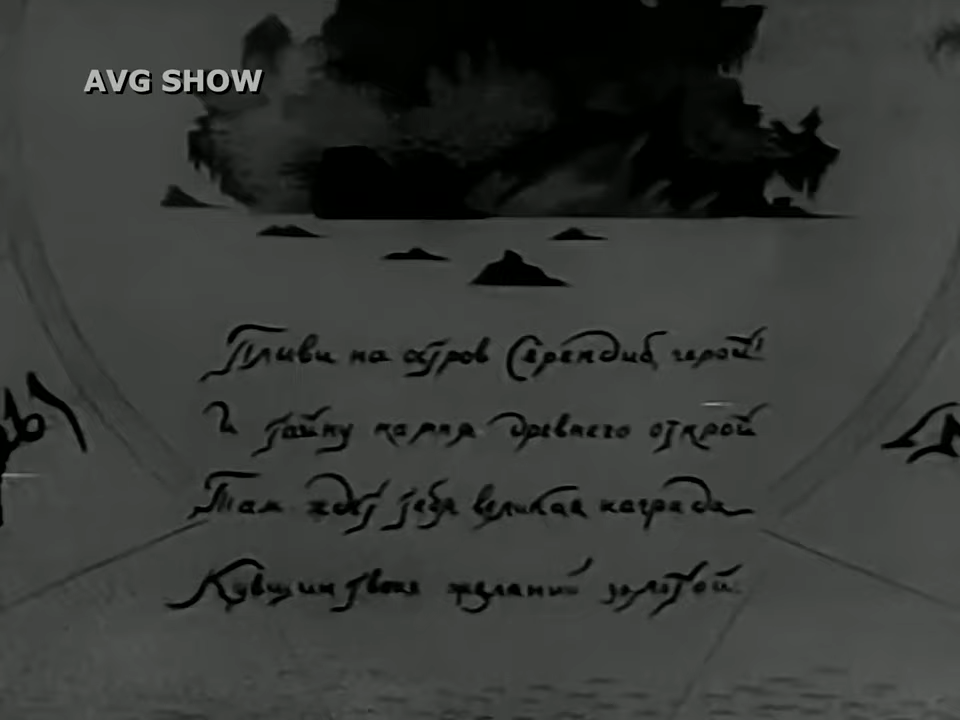 AVG SHOW
Плыви на остров Серендиб герой!
И тайну камня древнего открой
Там ждёт тебя великая награда
Кувшин твоих желаний золотой.